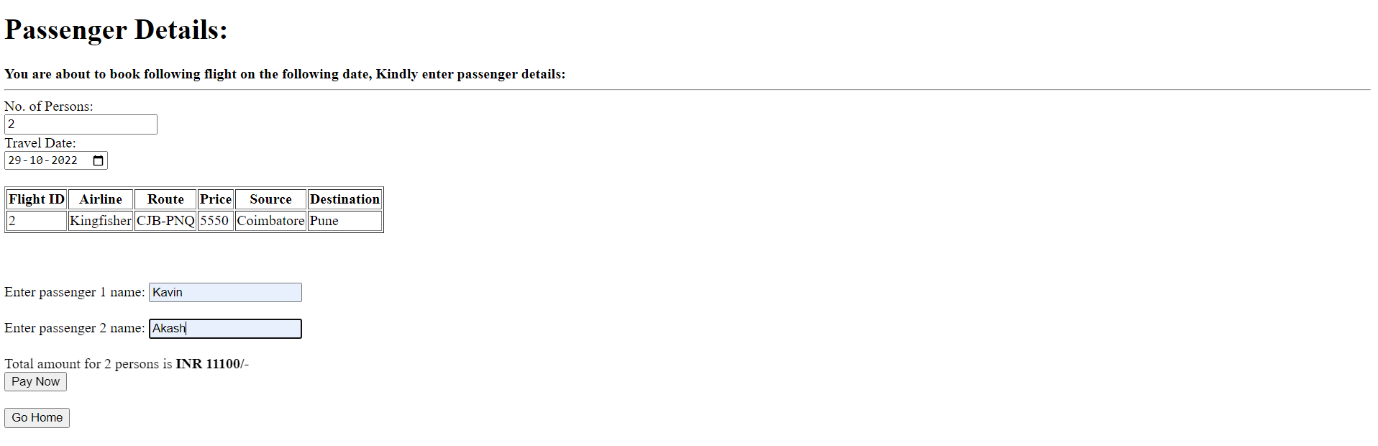 Passenger Details:
You are about to book following flight on the following date, Kindly enter passenger details:
No. of Persons:
2
Travel Date:
29-10-2022
Flight ID Airline Route Price Source Destination
2 Kingfisher CJB-PNQ 5550 Coimbatore Pune
Enter passenger 1 name: Kavin
Enter passenger 2 name: Akash
Total amount for 2 persons is INR 11100/-
Pay Now
Go Home